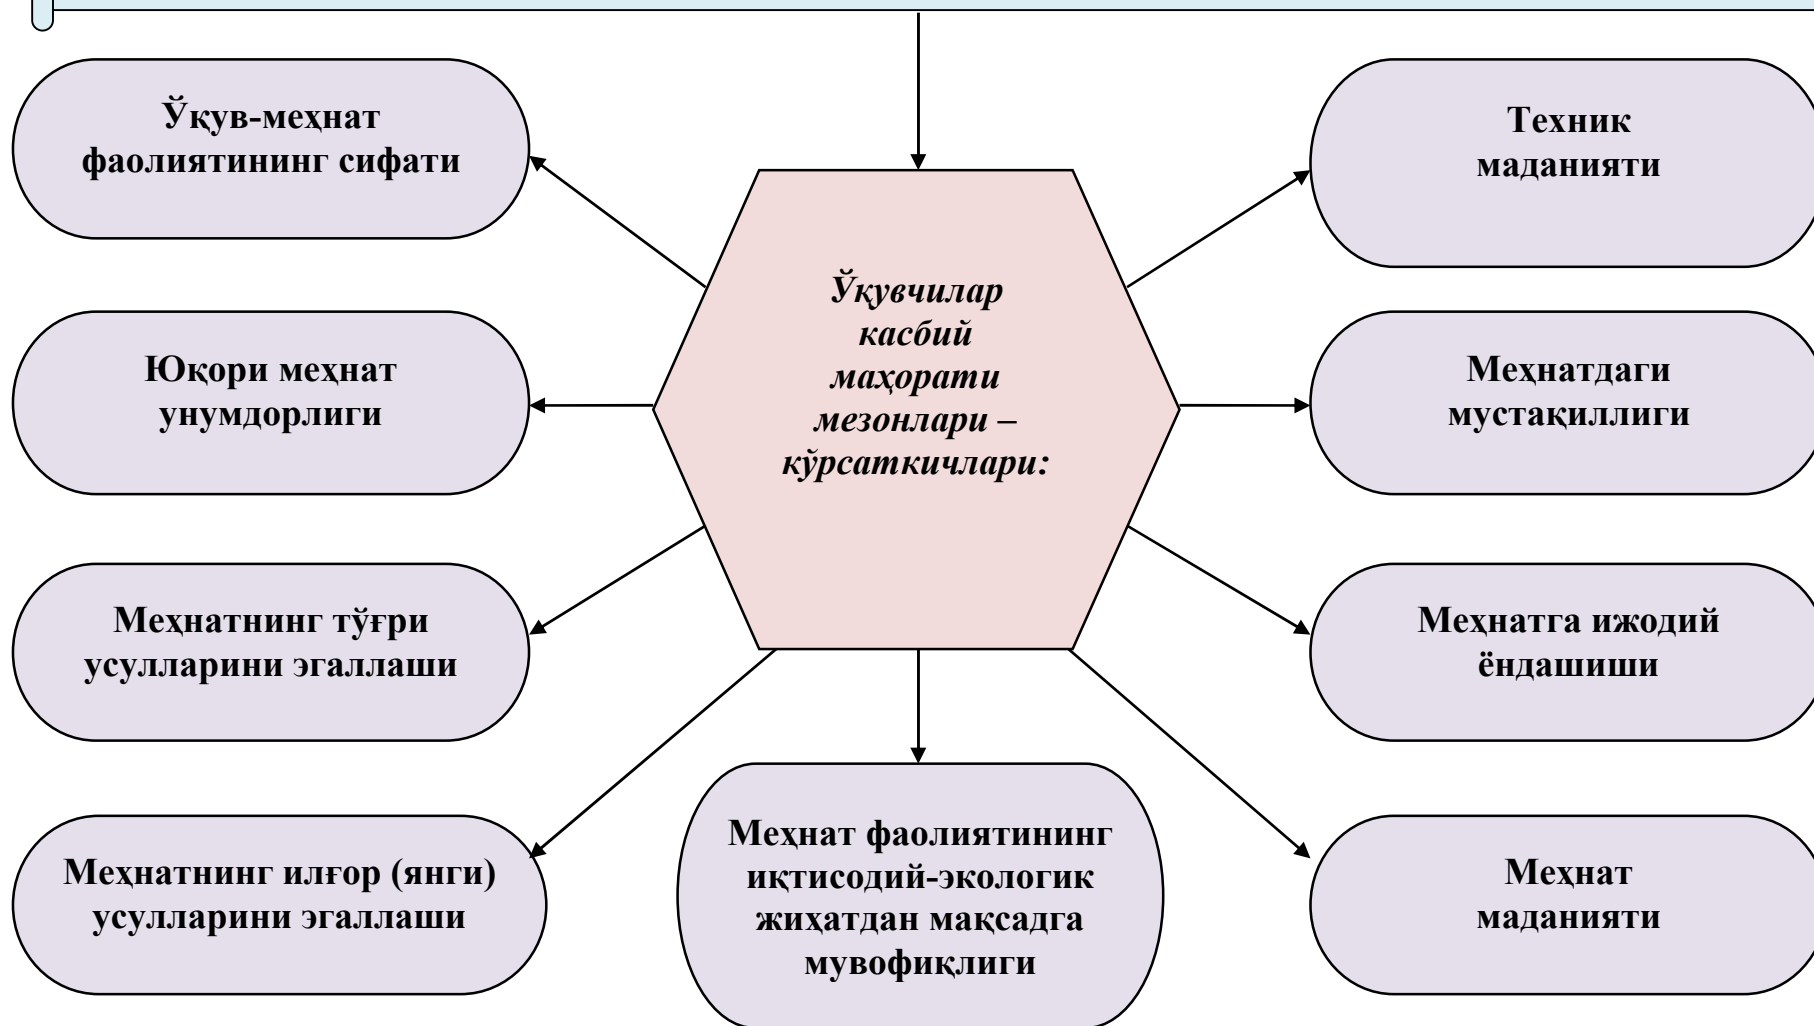 Ўқув-меҳнат
фаолиятининг сифати
Техник
маданияти
Ўқувчилар
касбий
маҳорати
мезонлари –
кўрсаткичлари:
Юқори меҳнат
унумдорлиги
Меҳнатдаги
мустақиллиги
Меҳнатнинг тўғри
усулларини эгаллаши
Меҳнатга ижодий
ёндашиши
Меҳнатнинг илғор (янги)
усулларини эгаллаши
Меҳнат фаолиятининг
иқтисодий-экологик
жиҳатдан мақсадга
мувофиқлиги
Меҳнат
маданияти